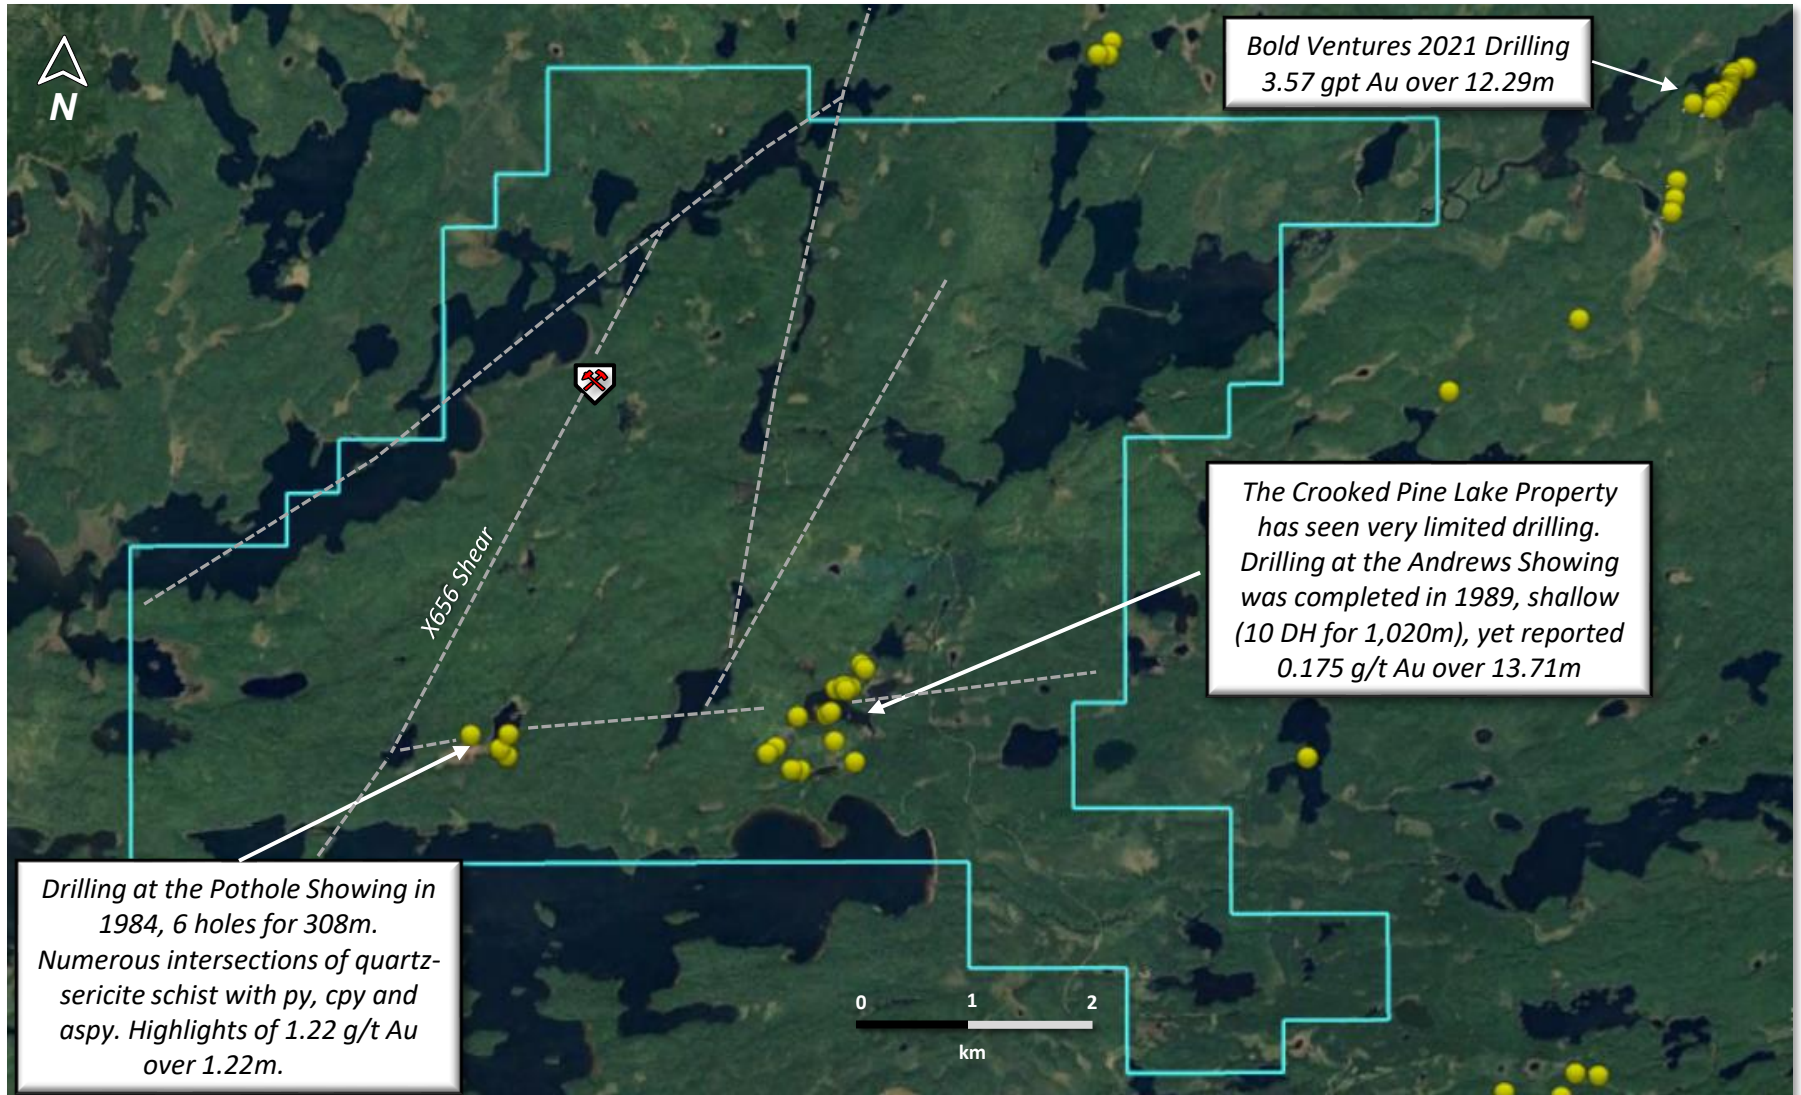 N
Bold Ventures 2021 Drilling
3.57 gpt Au over 12.29m
X656 Shear
The Crooked Pine Lake Property
has seen very limited drilling.
Drilling at the Andrews Showing
was completed in 1989, shallow
(10 DH for 1,020m), yet reported
0.175 g/t Au over 13.71m
Drilling at the Pothole Showing in
1984, 6 holes for 308m.
Numerous intersections of quartz-
sericite schist with py, cpy and
aspy. Highlights of 1.22 g/t Au
over 1.22m.
0 1 2
km